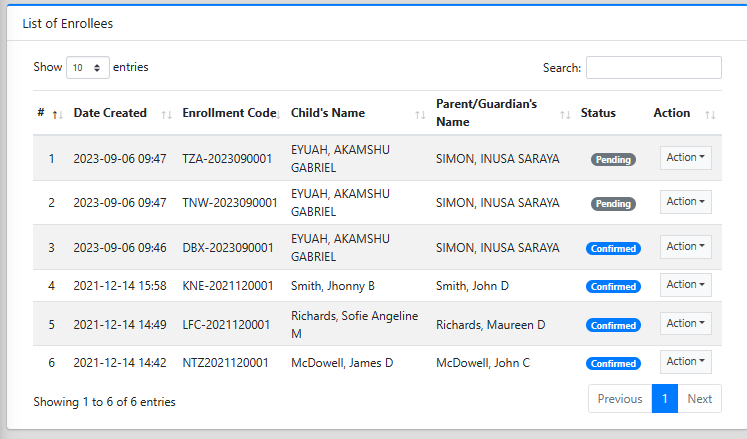 List of Enrollees
Show 10 entries Search:
# Date Created Enrollment Code Child's Name Parent/Guardian's Name Status Action
1 2023-09-06 09:47 TZA-2023090001 EYUAH, AKAMSHU GABRIEL SIMON, INUSA SARAYA Pending Action
2 2023-09-06 09:47 TNW-2023090001 EYUAH, AKAMSHU GABRIEL SIMON, INUSA SARAYA Pending Action
3 2023-09-06 09:46 DBX-2023090001 EYUAH, AKAMSHU GABRIEL SIMON, INUSA SARAYA Confirmed Action
4 2021-12-14 15:58 KNE-2021120001 Smith, Jhonny B Smith, John D Confirmed Action
5 2021-12-14 14:49 LFC-2021120001 Richards, Sofie Angeline M Richards, Maureen D Confirmed Action
6 2021-12-14 14:42 NTZ2021120001 McDowell, James D McDowell, John C Confirmed Action
Showing 1 to 6 of 6 entries Previous 1 Next